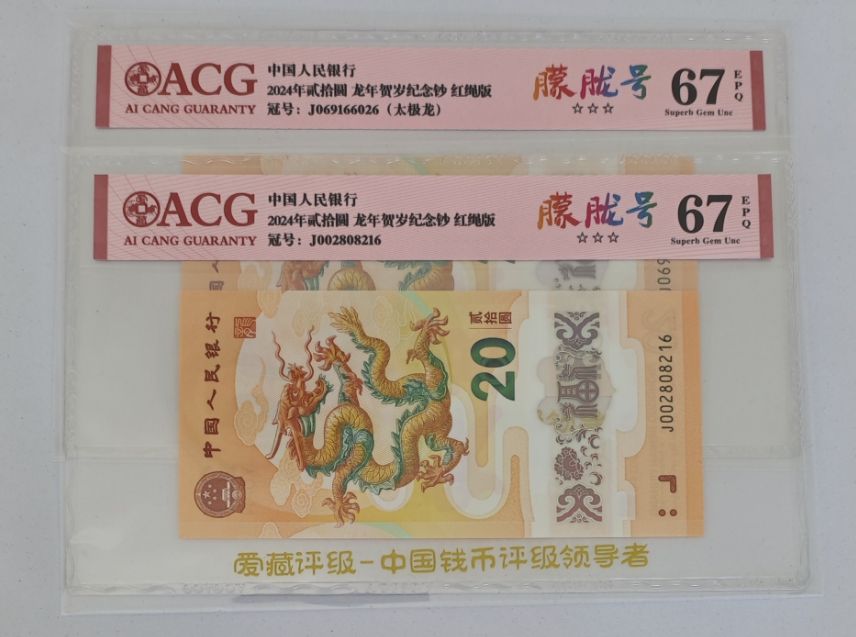 ACG
AI CANG GUARANTY
中国人民银行
2024年贰拾圆 龙年贺岁纪念钞 红绳版
冠号：J069166026（太极龙）
朦胧号
☆☆☆
67
EPQ
Superb Gem Unc
ACG
AI CANG GUARANTY
中国人民银行
2024年贰拾圆 龙年贺岁纪念钞 红绳版
冠号：J002808216
朦胧号
☆☆☆
67
EPQ
Superb Gem Unc
J069
中国人民银行
贰拾圆
20
J002808216
爱藏评级-中国钱币评级领导者